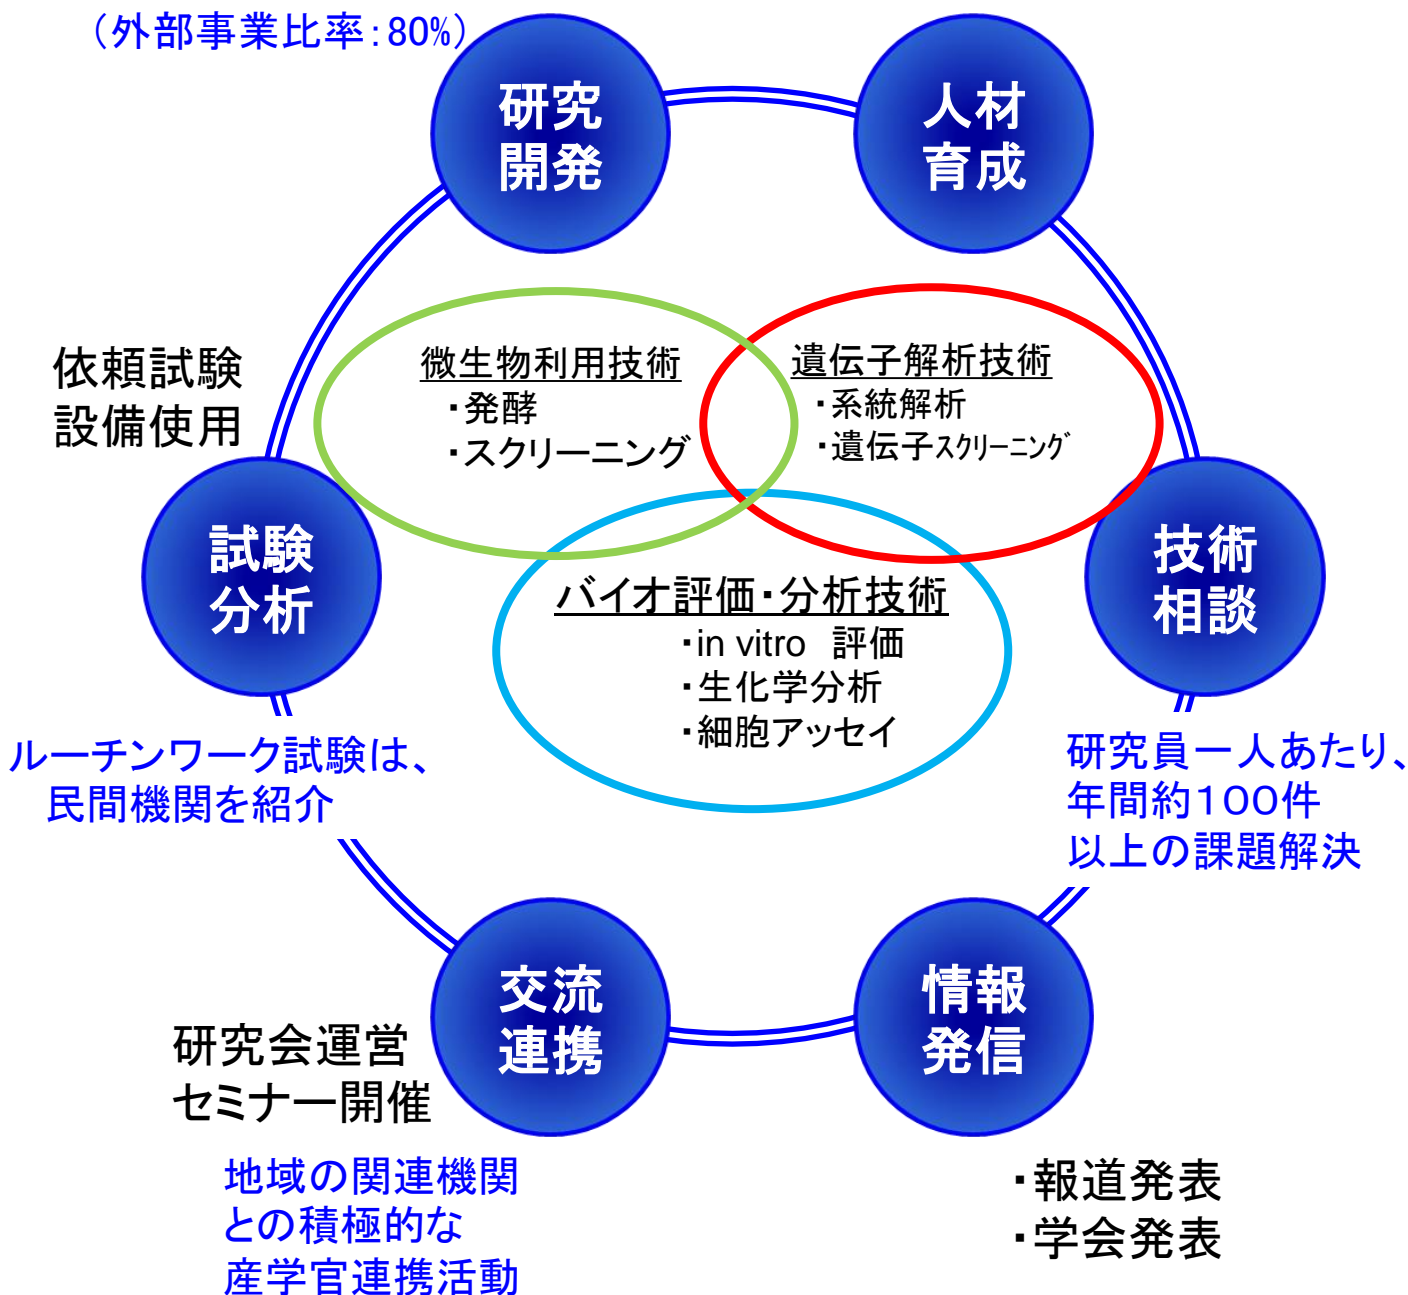 （外部事業比率：80%）
研究
開発
人材
育成
依頼試験
設備使用
微生物利用技術
・発酵
・スクリーニング
遺伝子解析技術
・系統解析
・遺伝子ｽｸﾘｰﾆﾝｸﾞ
試験
分析
技術
相談
バイオ評価・分析技術
・in vitro　評価
・生化学分析
・細胞アッセイ
ルーチンワーク試験は、
民間機関を紹介
研究員一人あたり、
年間約１００件
以上の課題解決
交流
連携
情報
発信
研究会運営
セミナー開催
地域の関連機関
との積極的な
産学官連携活動
・報道発表
・学会発表